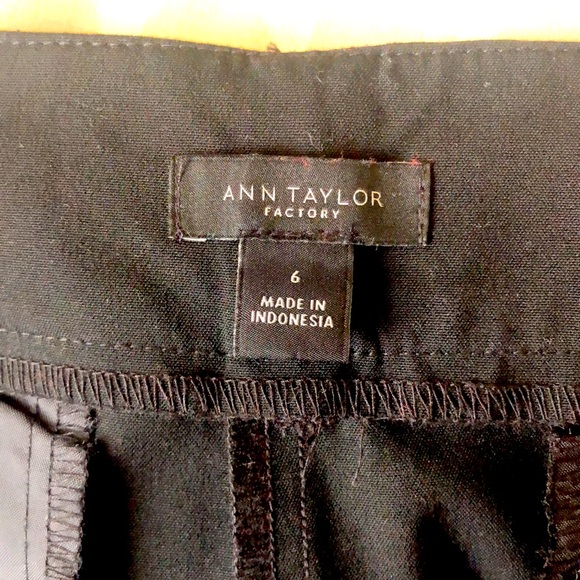 ANN TAYLOR
FACTORY
6
MADE IN
INDONESIA